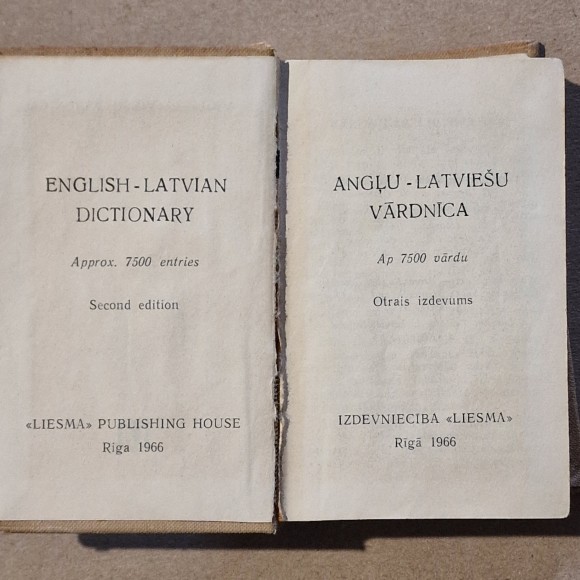 ENGLISH-LATVIAN
DICTIONARY
Approx. 7500 entries
Second edition
«LIESMA» PUBLISHING HOUSE
Rīga 1966
ANGĻU-LATVIEŠU
VĀRDNĪCA
Ap 7500 vārdu
Otrais izdevums
IZDEVNIECĪBA «LIESMA»
Rīgā 1966